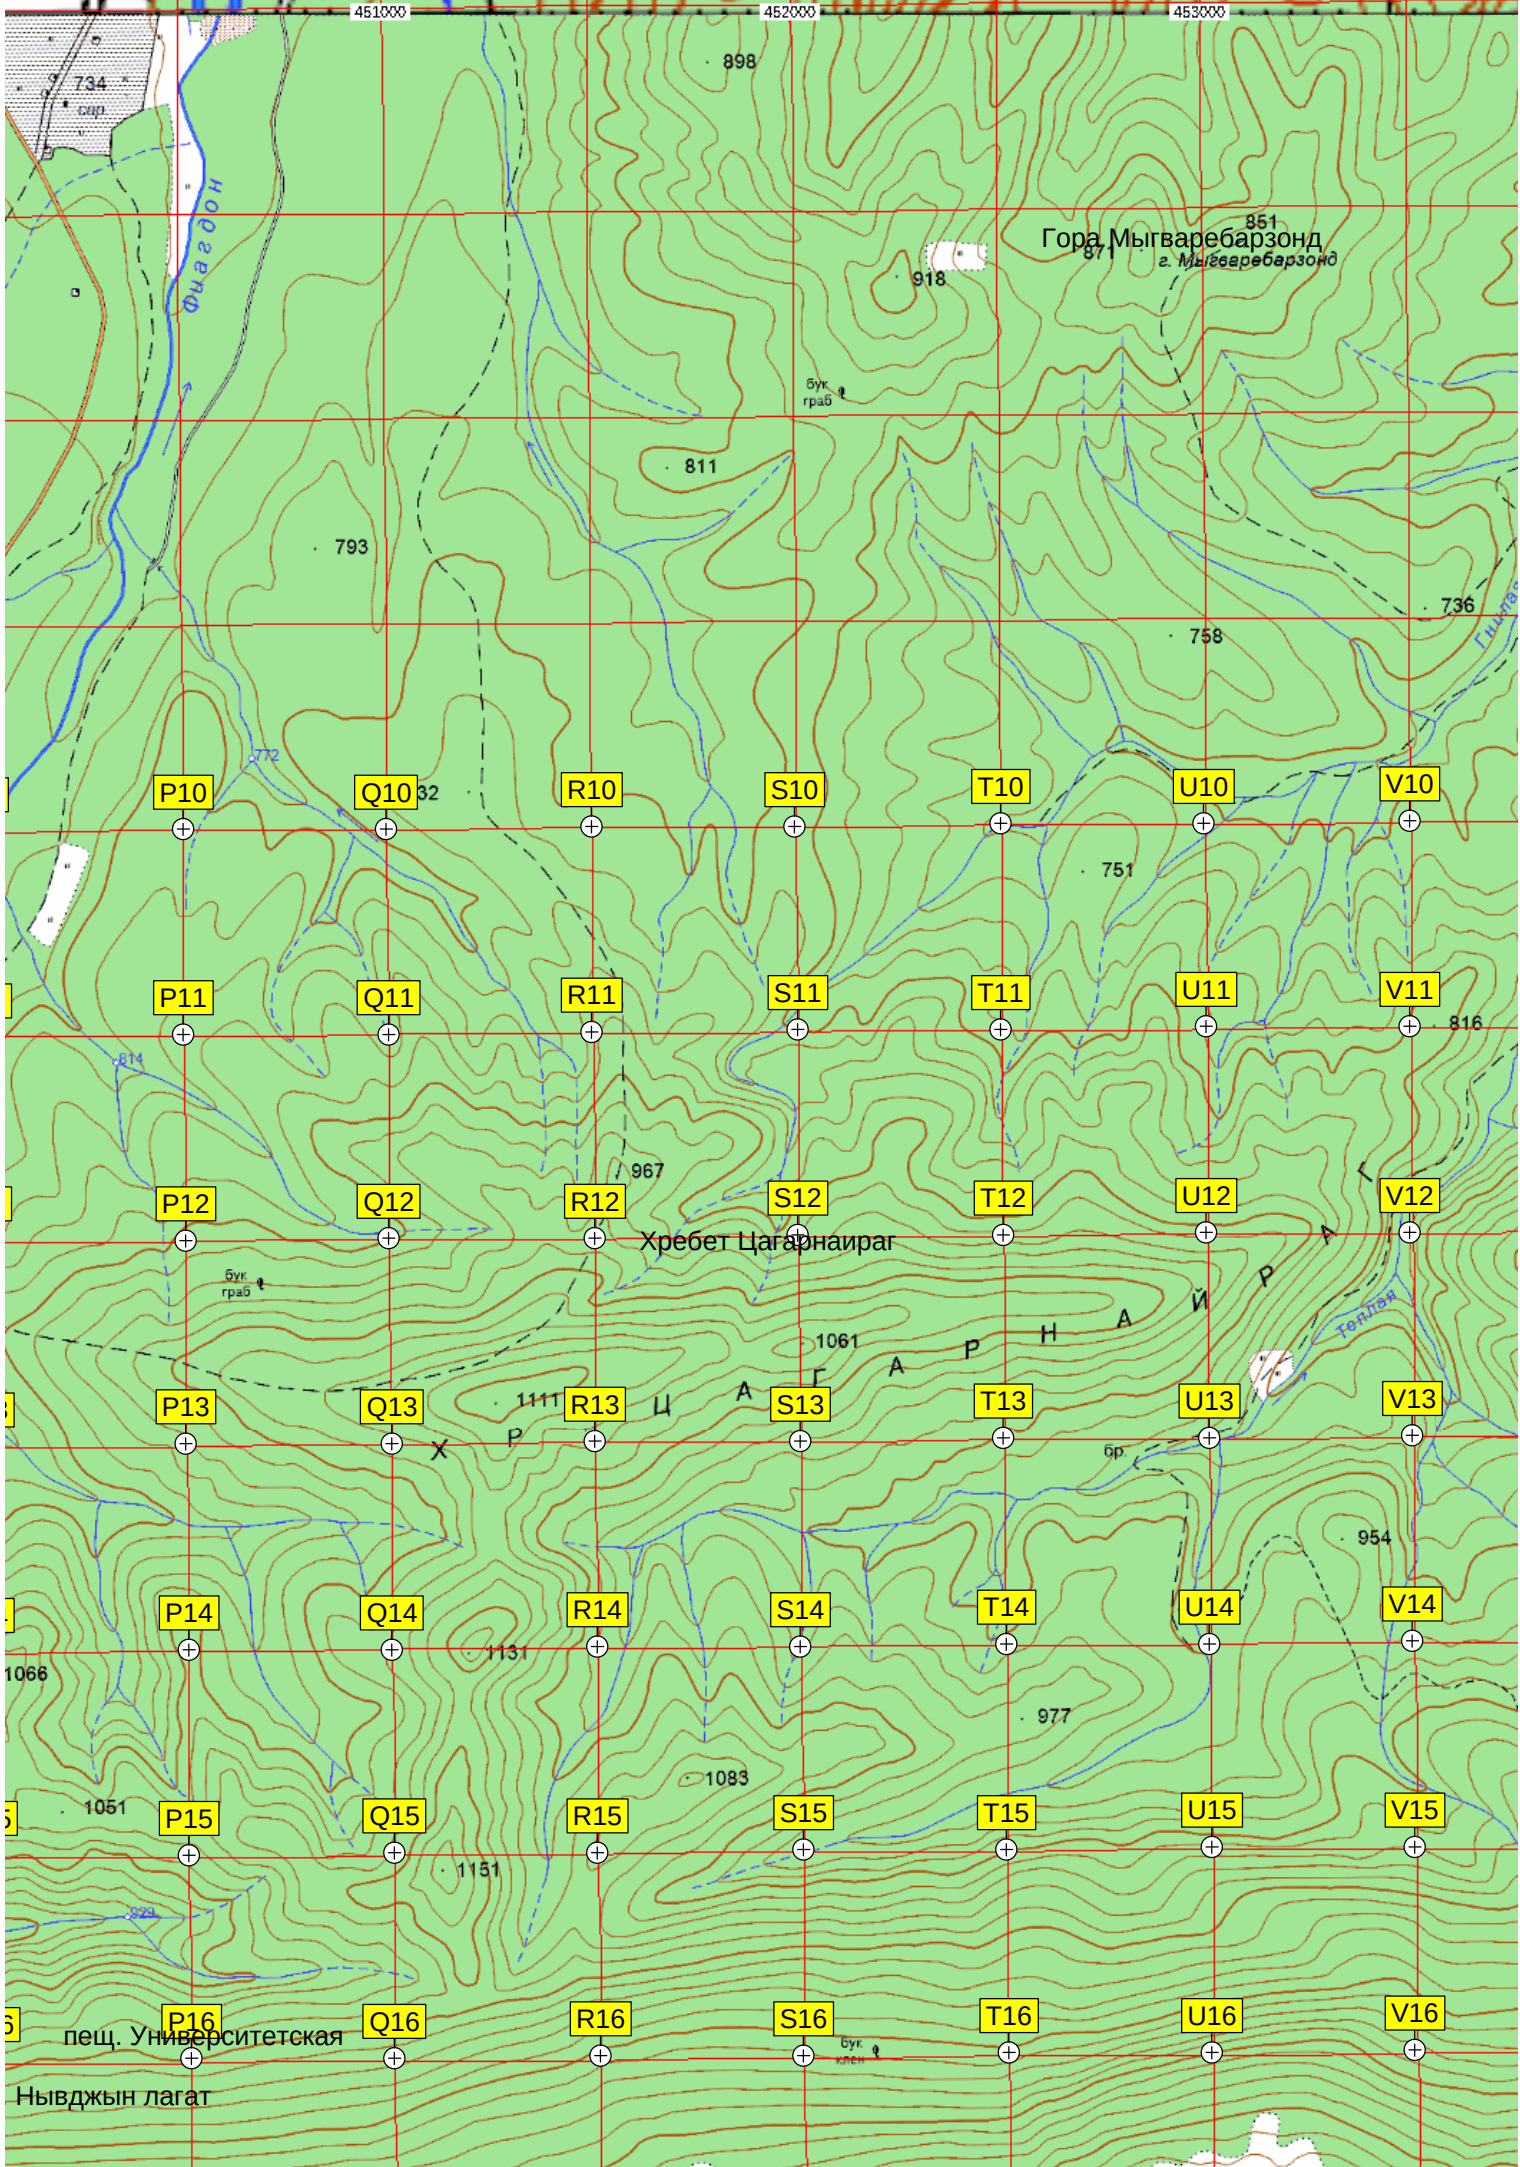 451000 452000 453000
898
734
сар
Фиагдон
851
Гора Мыгваребарзонд
871
г. Мыгваребарзонд
918
бук
граб
811
793
736
758
772
P10 Q10 32 R10 S10 T10 U10 V10
751
P11 Q11 R11 S11 T11 U11 V11
816
814
967
P12 Q12 R12 S12 T12 U12 V12
Хребет Цагарнаираг
бук
граб
Теплая
1061
ХР ЦАГАРНАЙРАГ
1111
P13 Q13 R13 S13 T13 U13 V13
бр.
954
P14 Q14 R14 S14 T14 U14 V14
1131
1066
977
1083
1051
P15 Q15 R15 S15 T15 U15 V15
1151
929
P16 Q16 R16 S16 T16 U16 V16
пещ. Университетская
бук
клен
Нывджын лагат